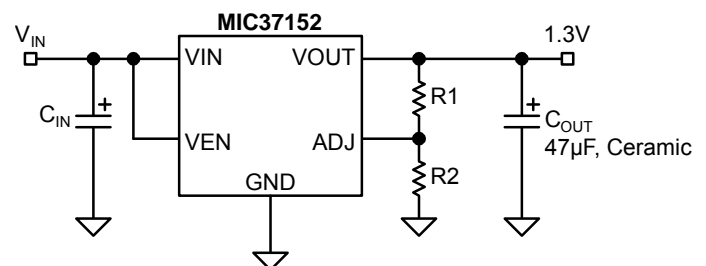 MIC37152
VIN
1.3V
VIN VOUT
R1
CIN
+
+
COUT
47µF, Ceramic
VEN ADJ
R2
GND